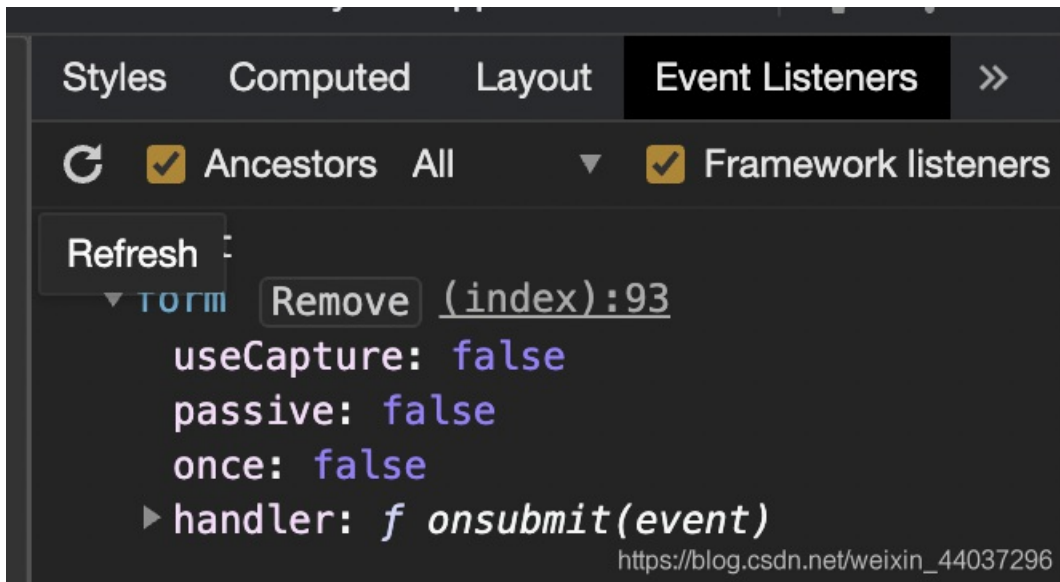 Styles Computed Layout Event Listeners »
Ancestors All ▼ Framework listeners
Refresh
▼ form Remove (index):93
useCapture: false
passive: false
once: false
▶ handler: ƒ onsubmit(event)
https://blog.csdn.net/weixin_44037296